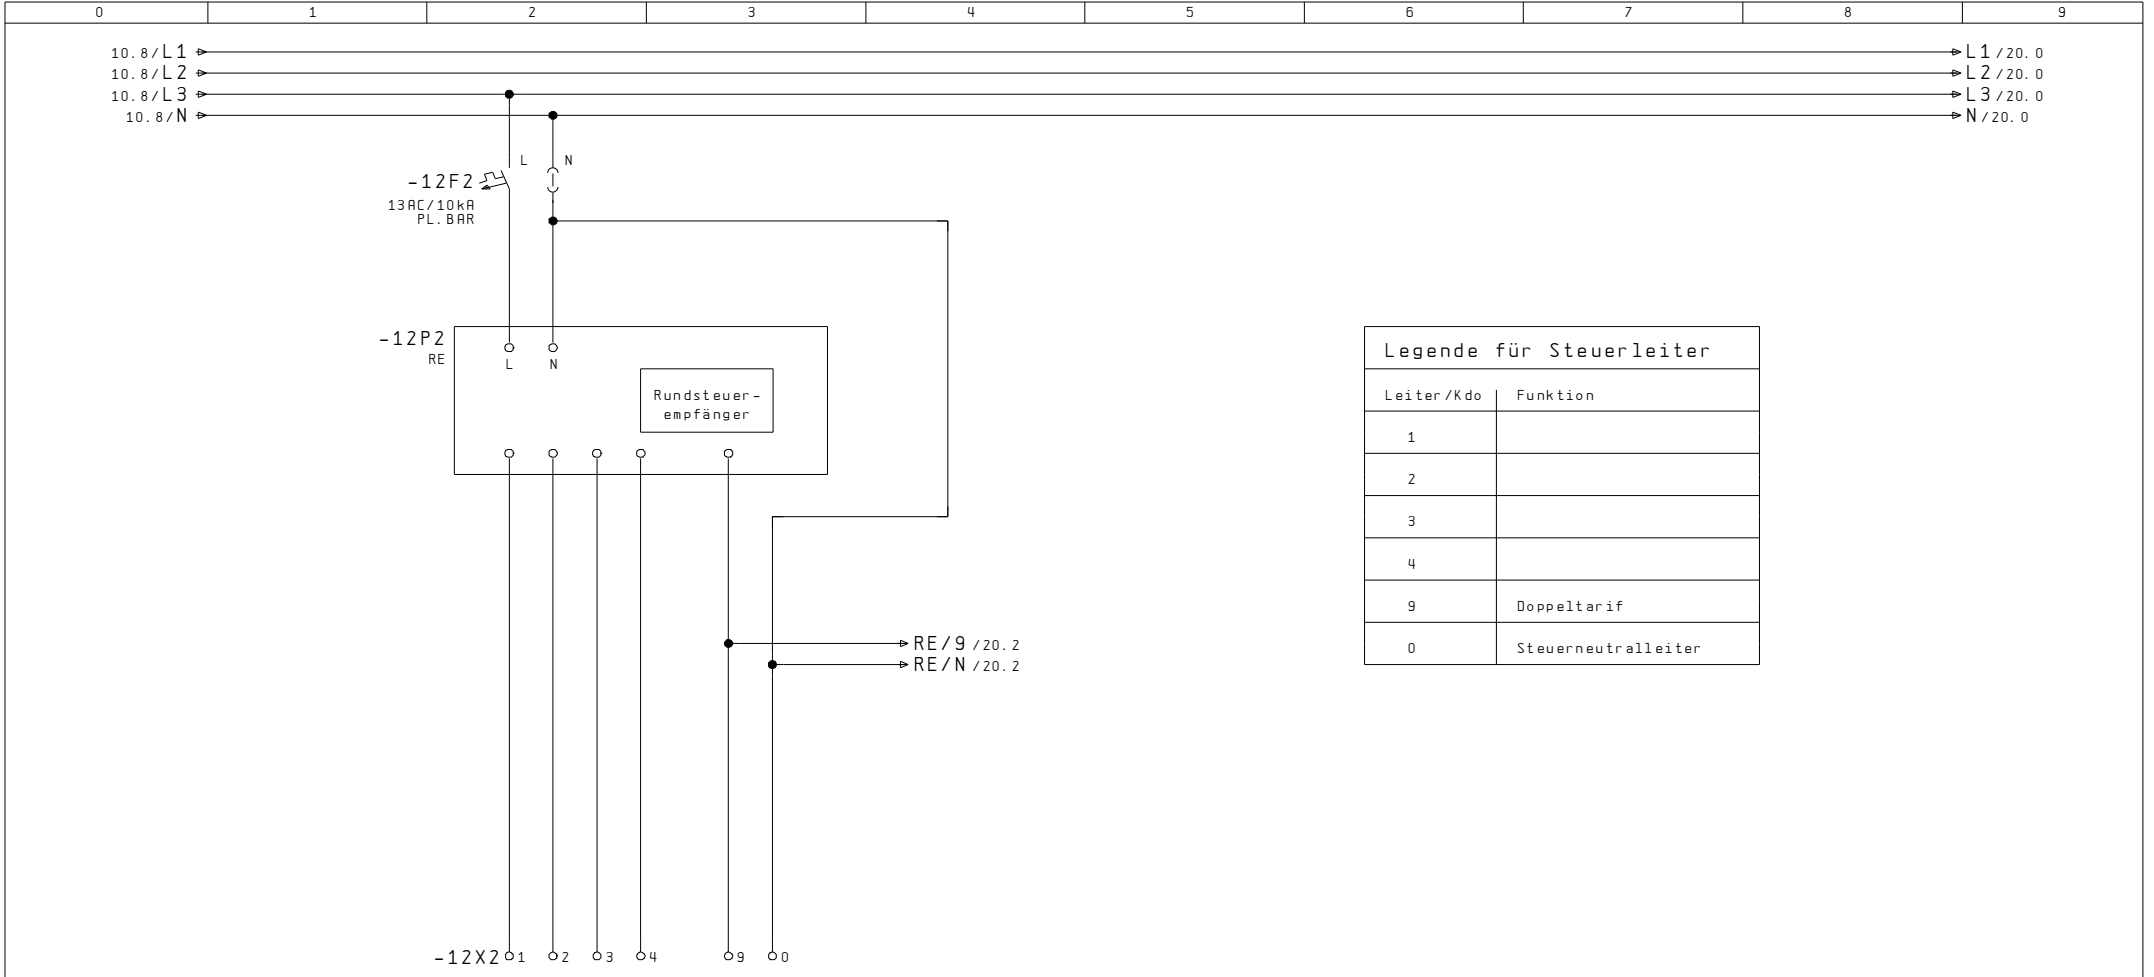 0 1 2 3 4 5 6 7 8 9
10.8/L1 L1/20.0
10.8/L2 L2/20.0
10.8/L3 L3/20.0
10.8/N N/20.0
L N
-12F2
13AC/10kA
PL.BAR
-12P2
RE
L N
Rundsteuer-
empfänger
RE/9/20.2
RE/N/20.2
-12X2 1 2 3 4 9 0
Legende für Steuerleiter
Leiter/Kdo Funktion
1
2
3
4
9 Doppeltarif
0 Steuerneutralleiter